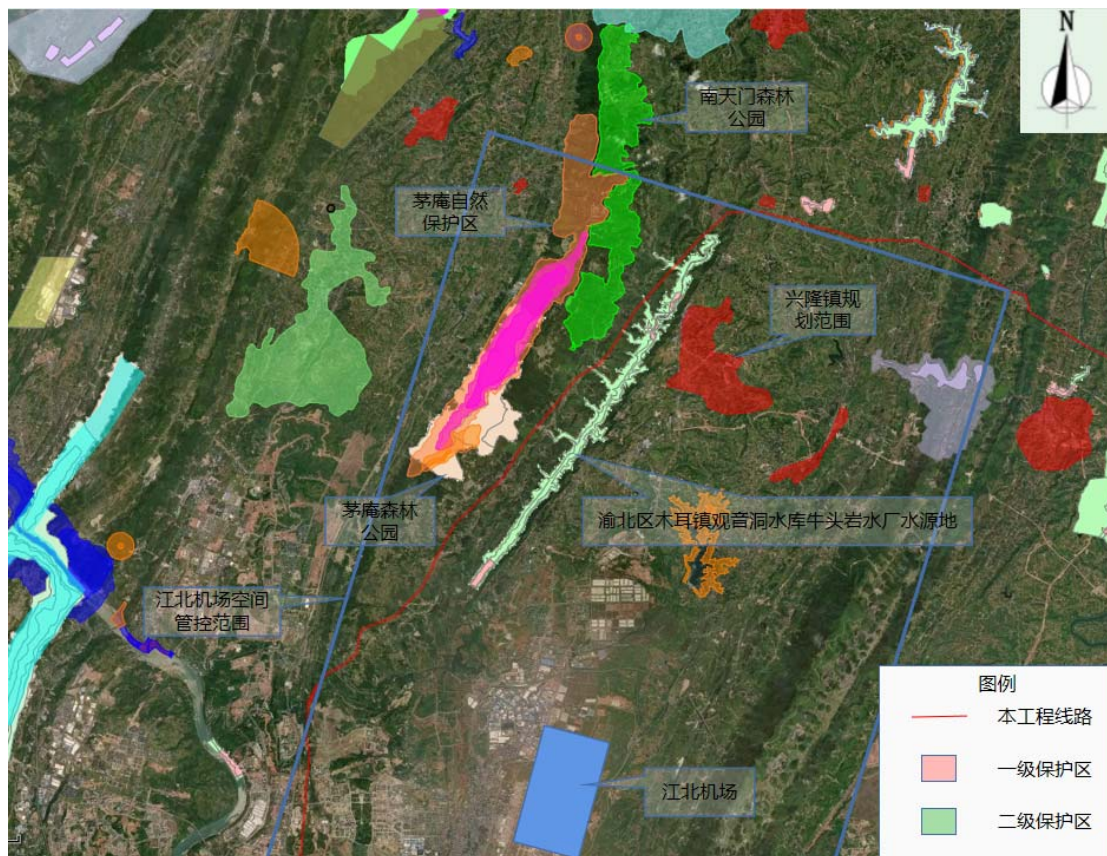 N
南天门森林
公园
茅庵自然
保护区
兴隆镇规
划范围
茅庵森林
公园
渝北区木耳镇观音洞水库牛头岩水厂水源地
江北机场空间
管控范围
江北机场
图例
本工程线路
一级保护区
二级保护区